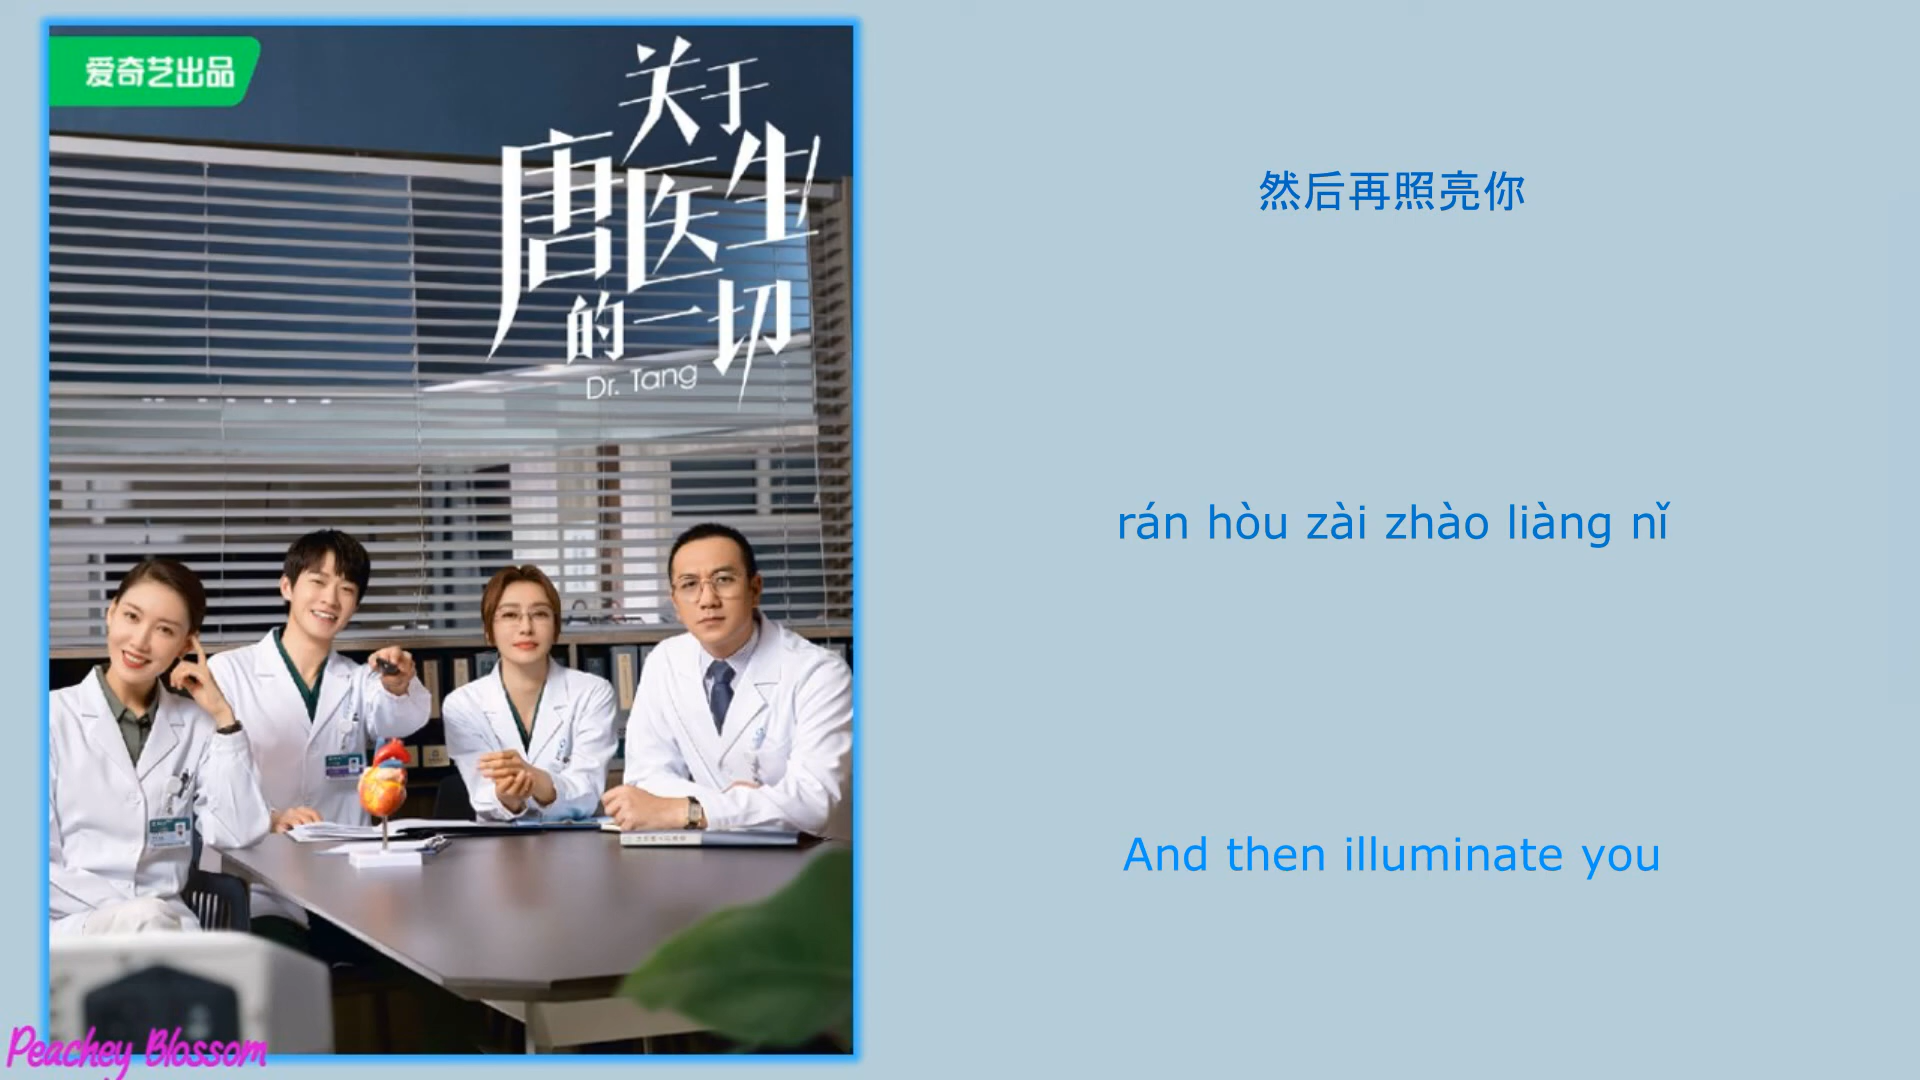 爱奇艺出品
关于
唐医生
的一切
Dr. Tang
然后再照亮你
rán hòu zài zhào liàng nǐ
And then illuminate you
Peachey Blossom